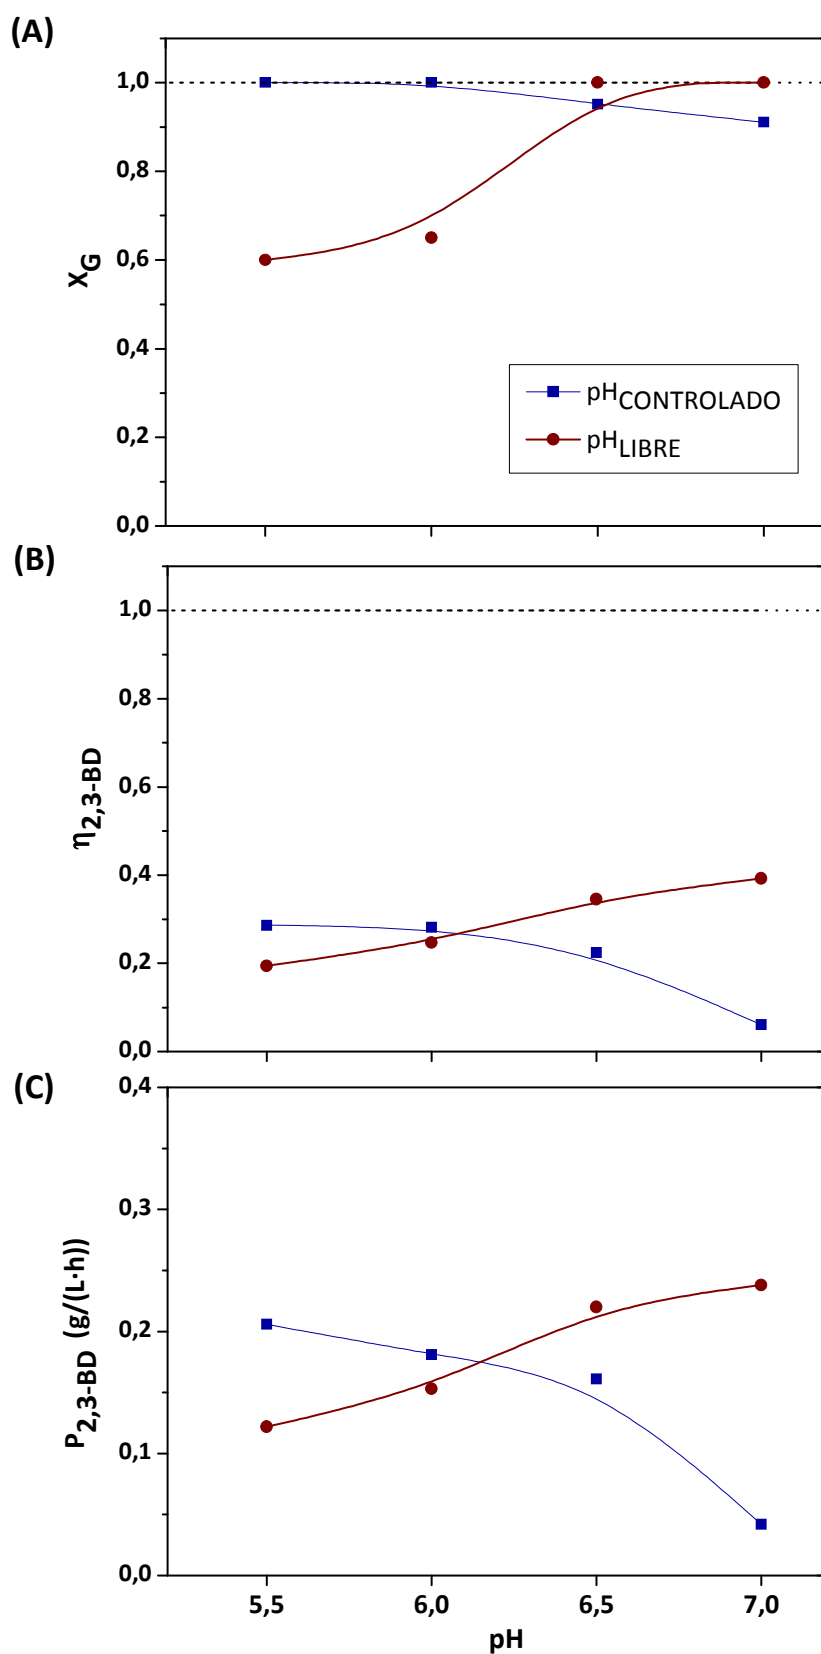 (A)
1,0
0,8
0,6
0,4
0,2
0,0
XG
pHCONTROLADO
pHLIBRE
(B)
1,0
0,8
0,6
0,4
0,2
0,0
η2,3-BD
(C)
0,4
0,3
0,2
0,1
0,0
P2,3-BD (g/(L·h))
5,5 6,0 6,5 7,0
pH